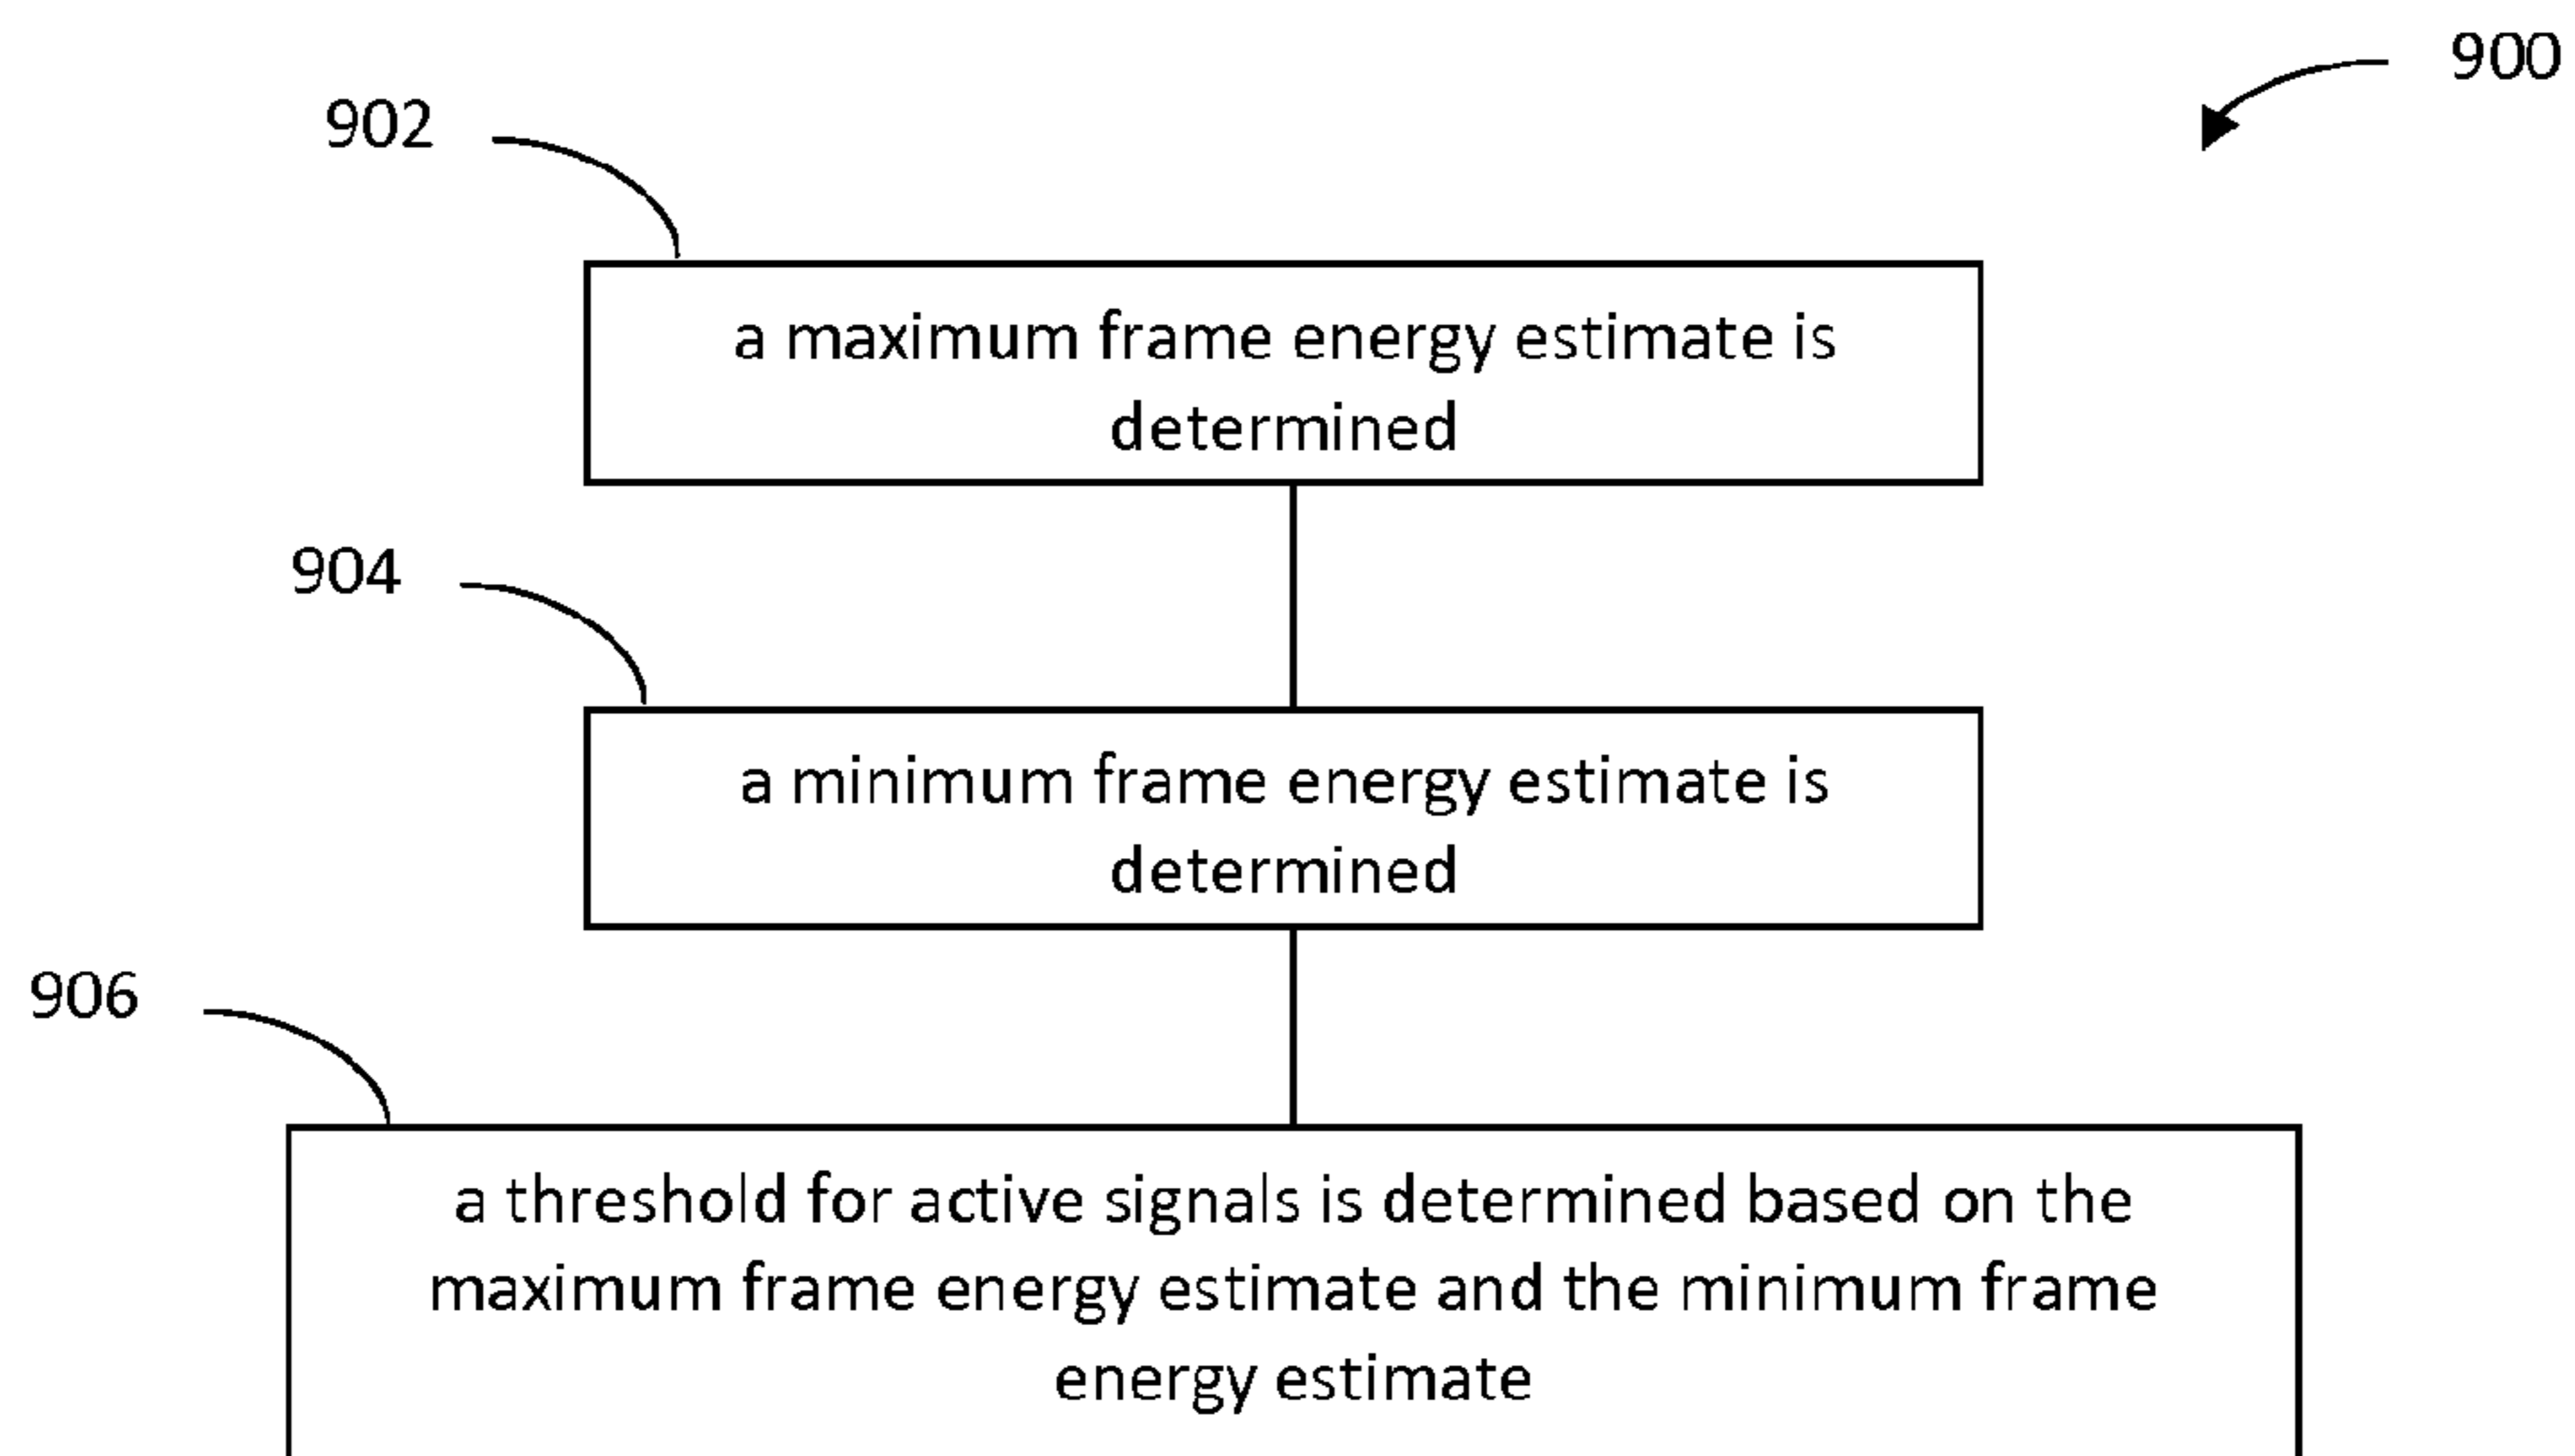 900
902
a maximum frame energy estimate is
determined
904
a minimum frame energy estimate is
determined
906
a threshold for active signals is determined based on the
maximum frame energy estimate and the minimum frame
energy estimate